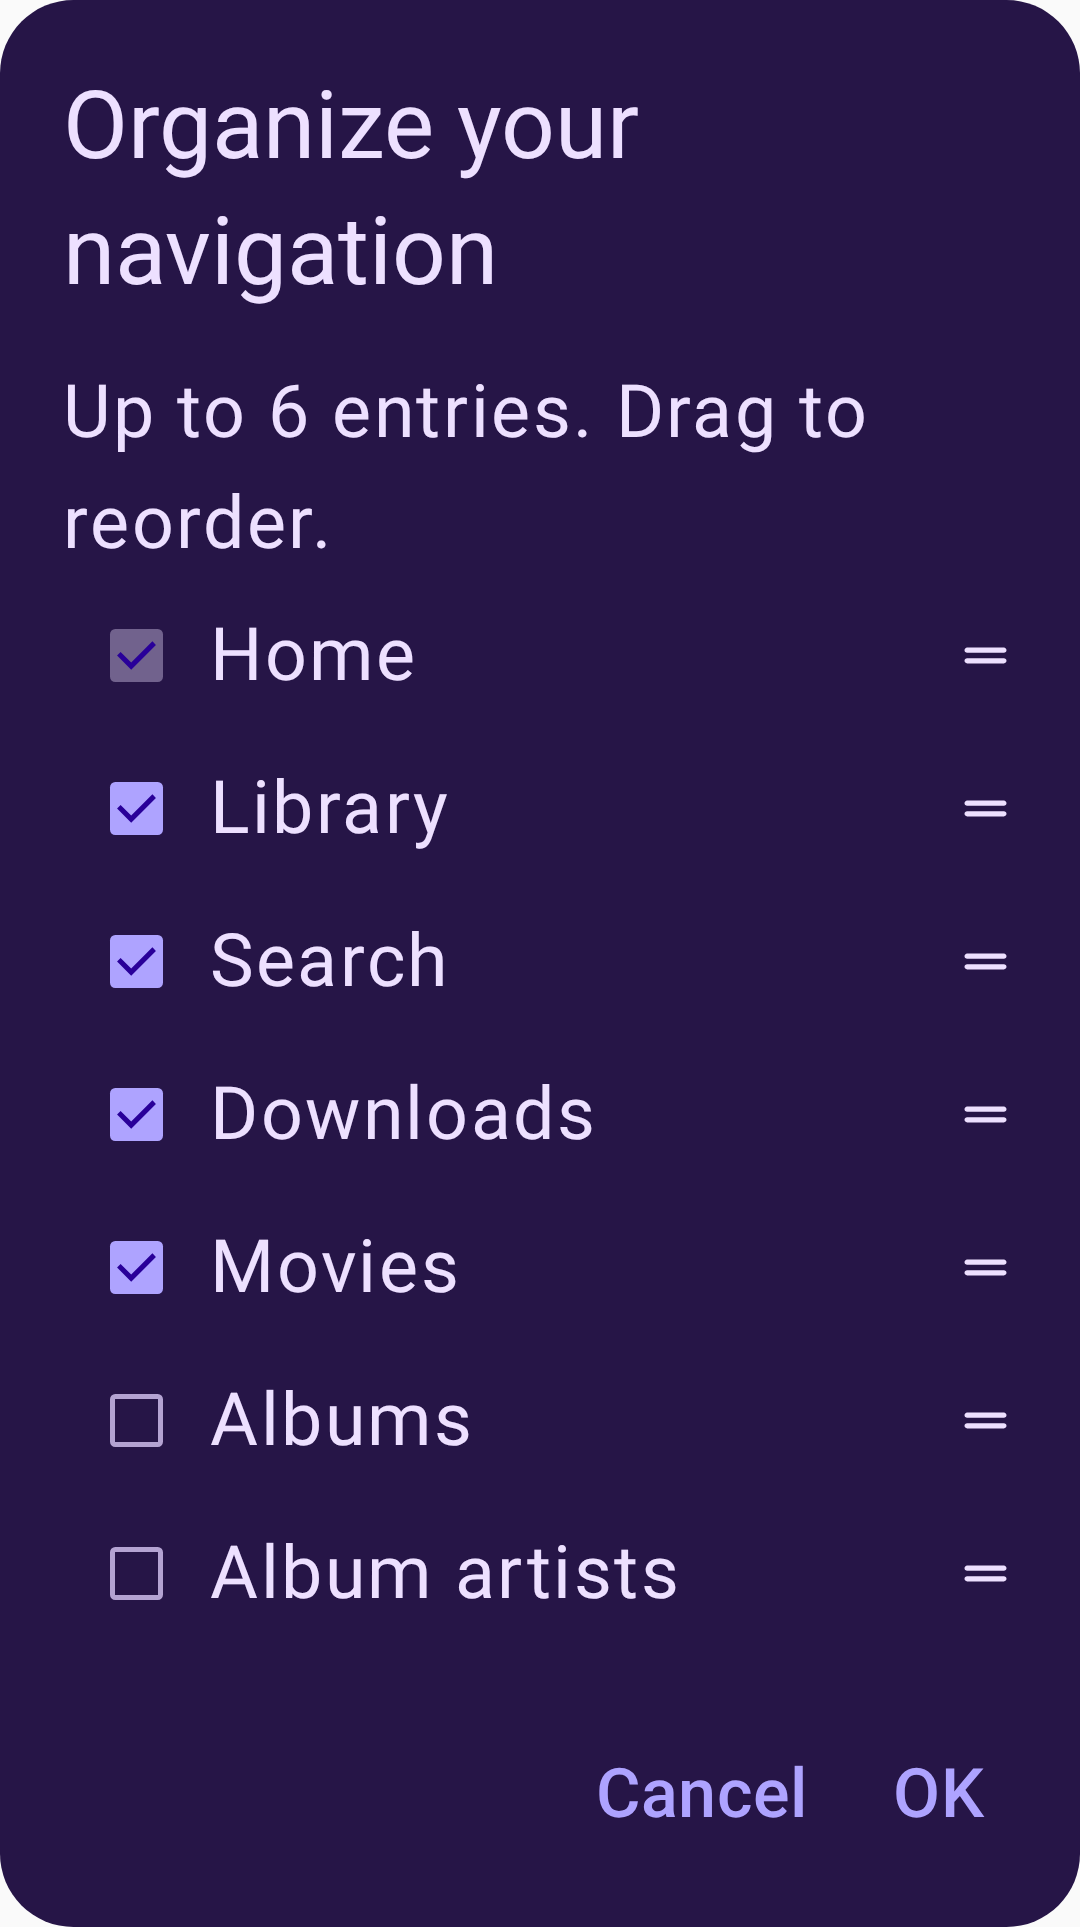 Organize your
navigation
Up to 6 entries. Drag to
reorder.
Home
Library
Search
Downloads
Movies
Albums
Album artists
Cancel OK